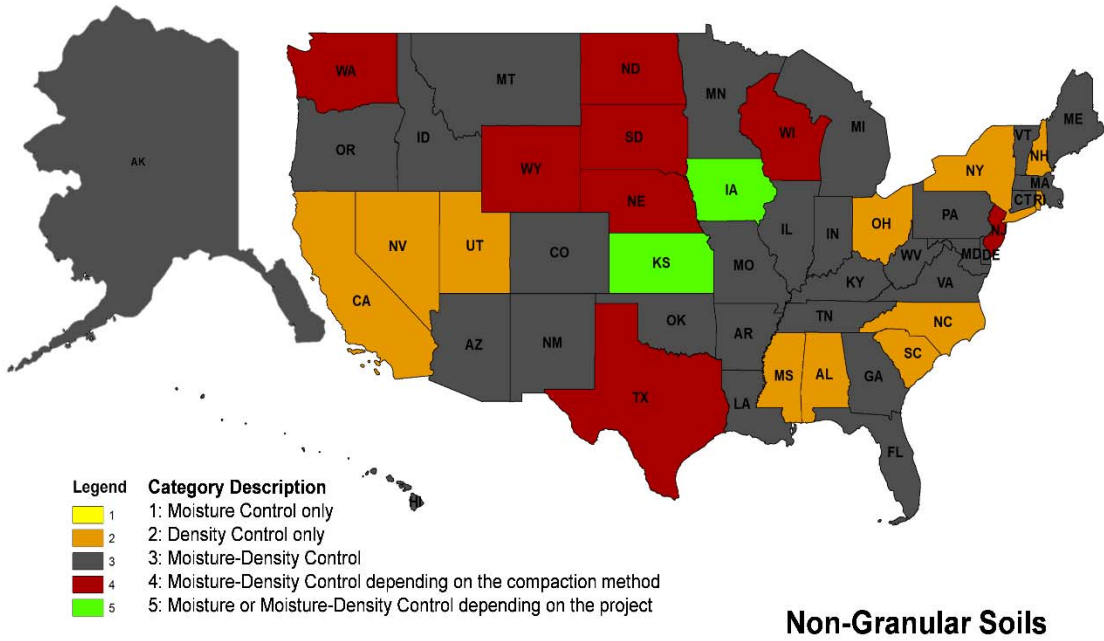 WA
MT
ND
MN
ME
VT
NH
AK
OR
ID
SD
WI
MI
NY
MA
WY
CT
RI
IA
NE
PA
NJ
OH
NV
UT
IL
IN
MD
DE
CO
WV
KS
MO
VA
KY
CA
NC
TN
OK
AZ
NM
AR
SC
MS
AL
GA
TX
LA
FL
HI
Legend Category Description
1 1: Moisture Control only
2 2: Density Control only
3 3: Moisture-Density Control
4 4: Moisture-Density Control depending on the compaction method
5 5: Moisture or Moisture-Density Control depending on the project
Non-Granular Soils